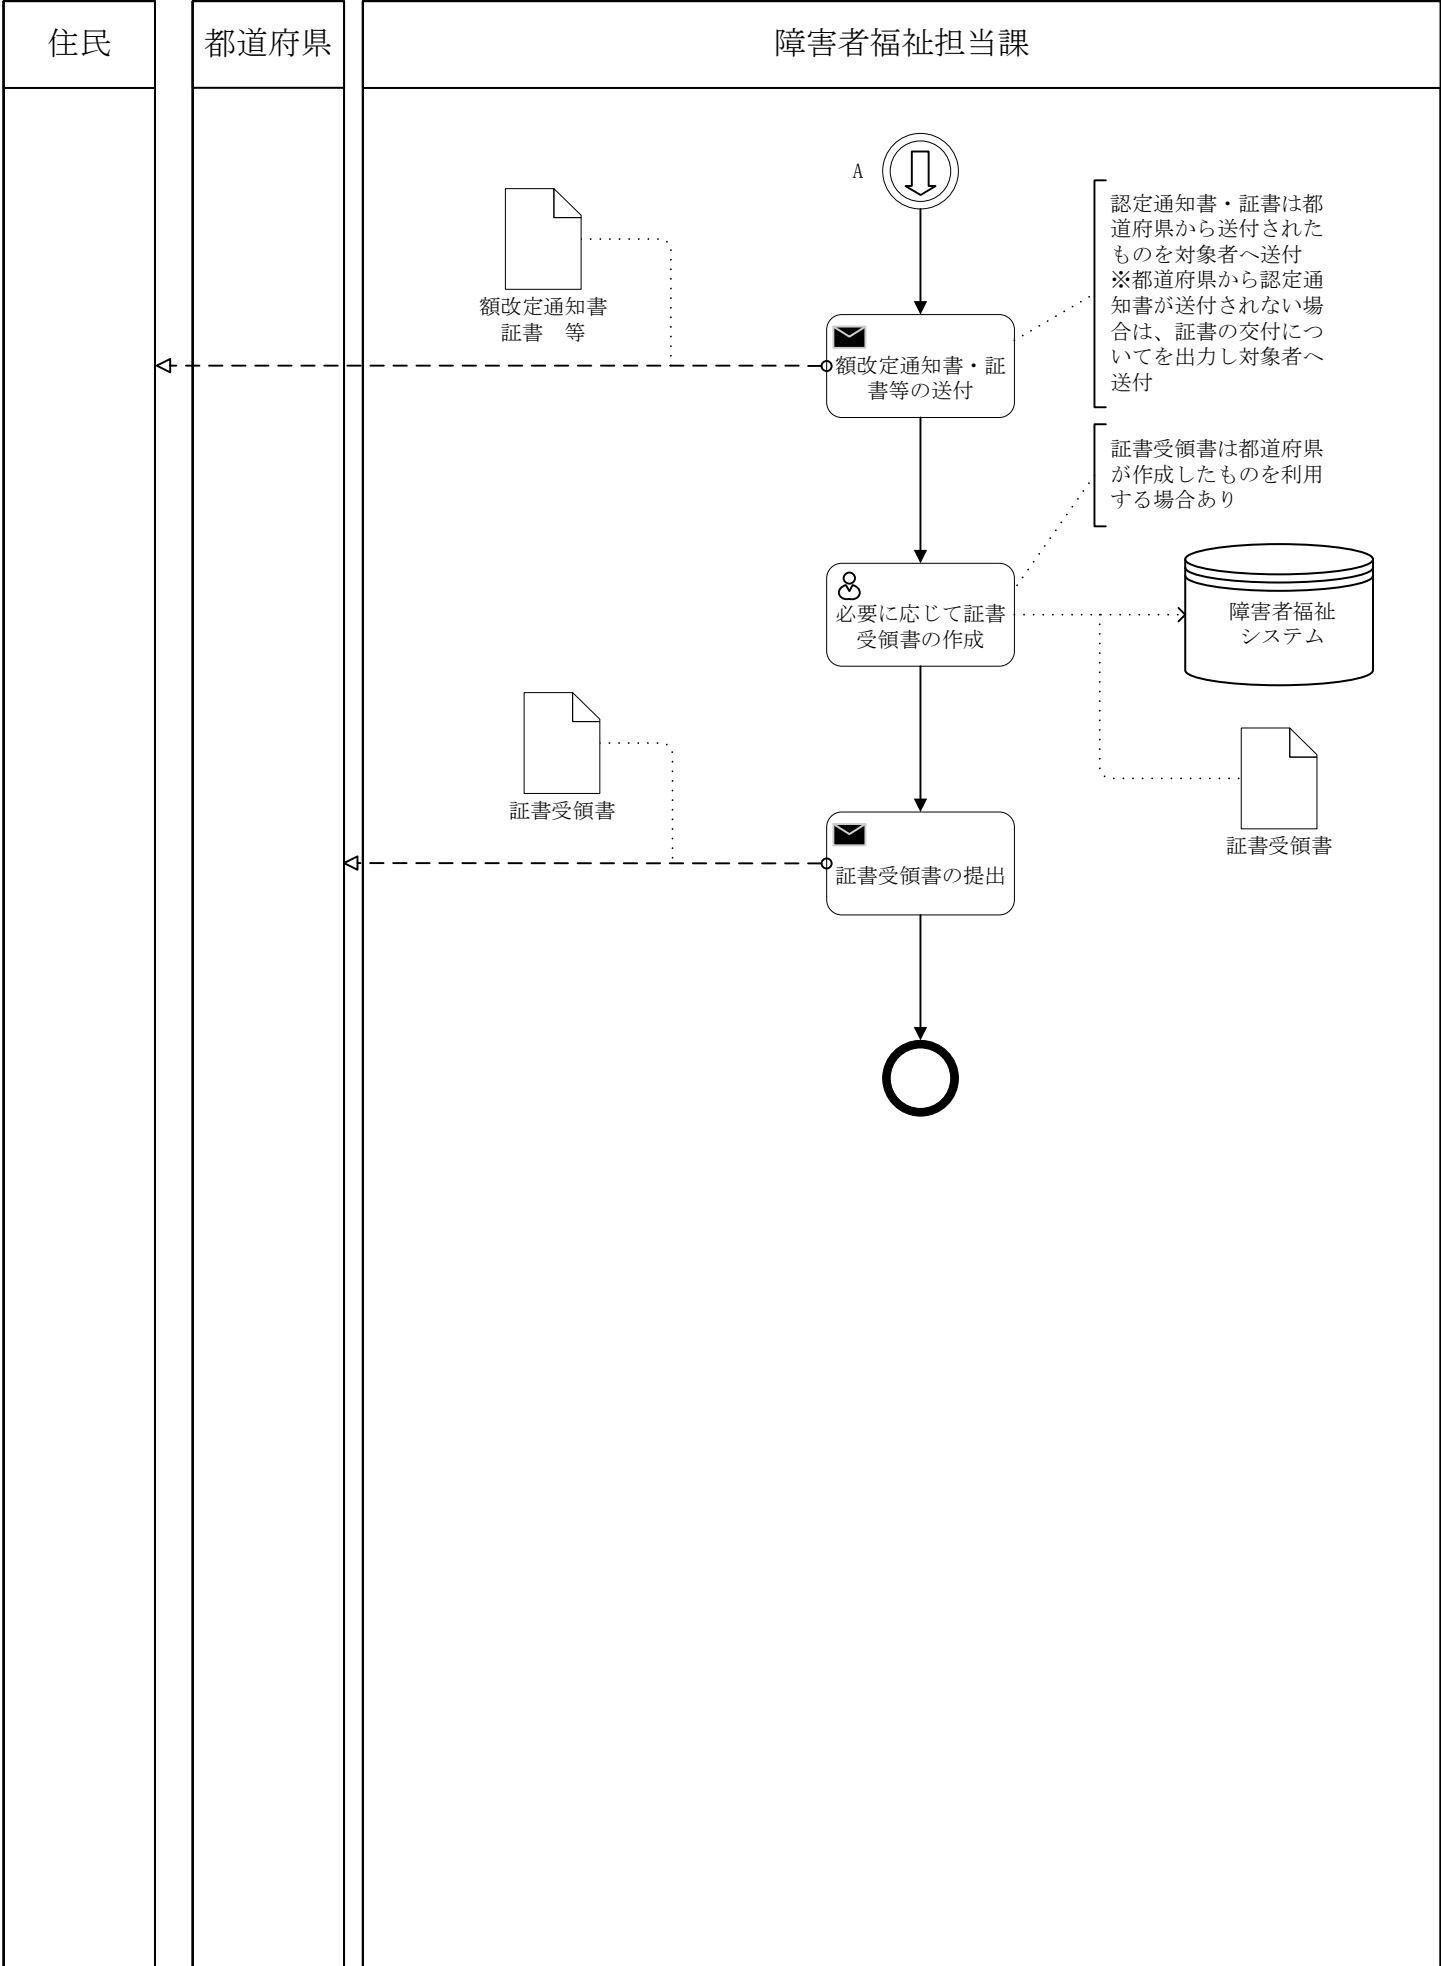 住民
都道府県
障害者福祉担当課
A
認定通知書・証書は都
道府県から送付された
ものを対象者へ送付
※都道府県から認定通
知書が送付されない場
合は、証書の交付につ
いてを出力し対象者へ
送付
額改定通知書
証書　等
額改定通知書・証
書等の送付
証書受領書は都道府県
が作成したものを利用
する場合あり
必要に応じて証書
受領書の作成
障害者福祉
システム
証書受領書
証書受領書
証書受領書の提出